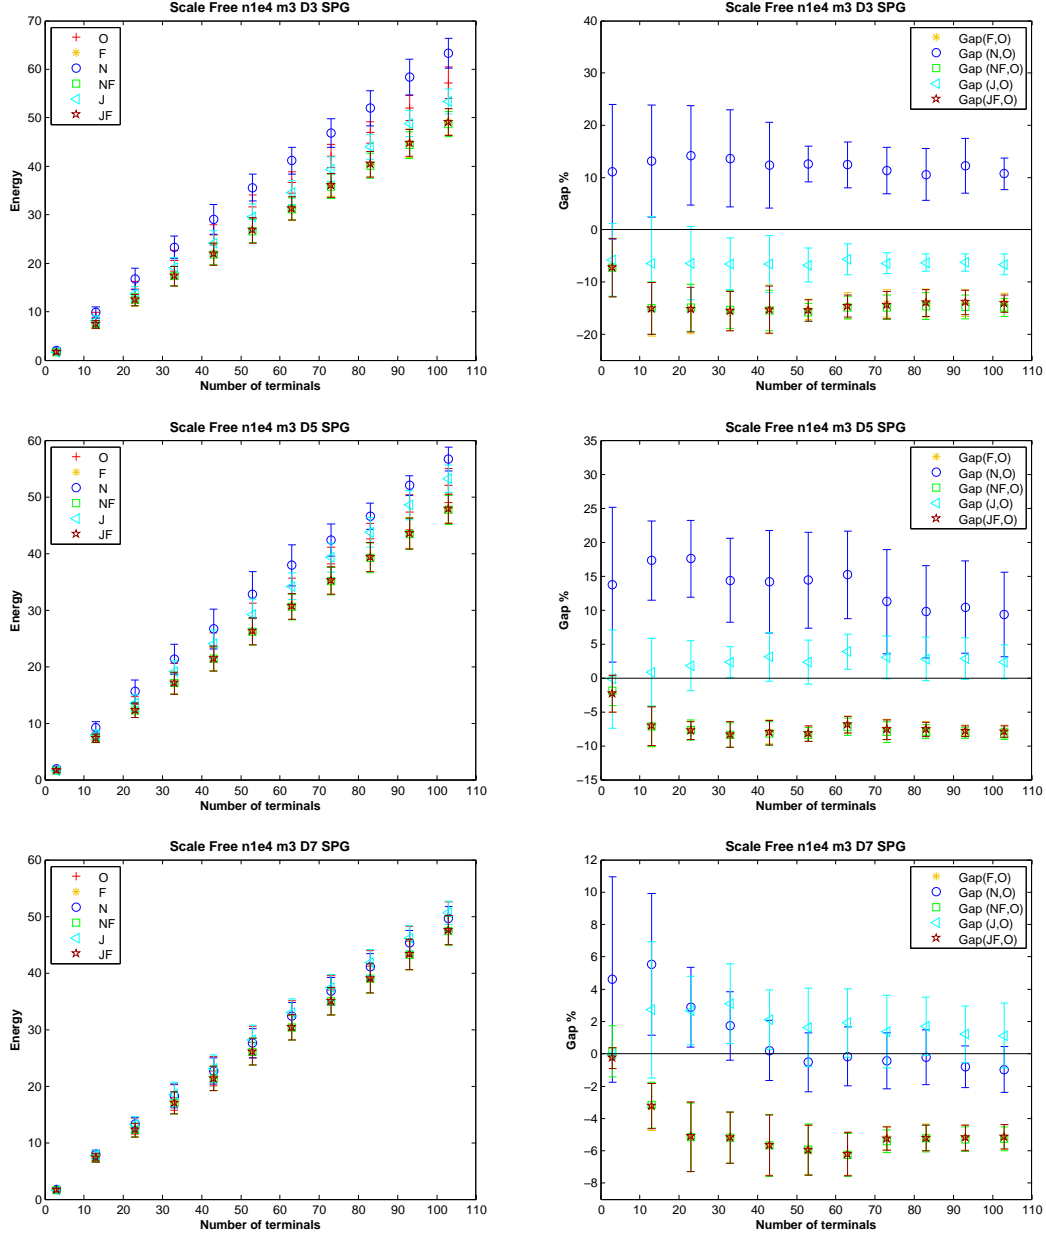 Scale Free n1e4 m3 D3 SPG
70
60
50
40
30
20
10
0
Energy
O
F
N
NF
J
JF
0 10 20 30 40 50 60 70 80 90 100 110
Number of terminals
Scale Free n1e4 m3 D3 SPG
40
30
20
10
0
−10
−20
Gap %
Gap(F,O)
Gap (N,O)
Gap (NF,O)
Gap (J,O)
Gap(JF,O)
0 10 20 30 40 50 60 70 80 90 100 110
Number of terminals
Scale Free n1e4 m3 D5 SPG
60
50
40
30
20
10
0
Energy
O
F
N
NF
J
JF
0 10 20 30 40 50 60 70 80 90 100 110
Number of terminals
Scale Free n1e4 m3 D5 SPG
35
30
25
20
15
10
5
0
−5
−10
−15
Gap %
Gap(F,O)
Gap (N,O)
Gap (NF,O)
Gap (J,O)
Gap(JF,O)
0 10 20 30 40 50 60 70 80 90 100 110
Number of terminals
Scale Free n1e4 m3 D7 SPG
60
50
40
30
20
10
0
Energy
O
F
N
NF
J
JF
0 10 20 30 40 50 60 70 80 90 100 110
Number of terminals
Scale Free n1e4 m3 D7 SPG
12
10
8
6
4
2
0
−2
−4
−6
−8
Gap %
Gap(F,O)
Gap (N,O)
Gap (NF,O)
Gap (J,O)
Gap(JF,O)
0 10 20 30 40 50 60 70 80 90 100 110
Number of terminals